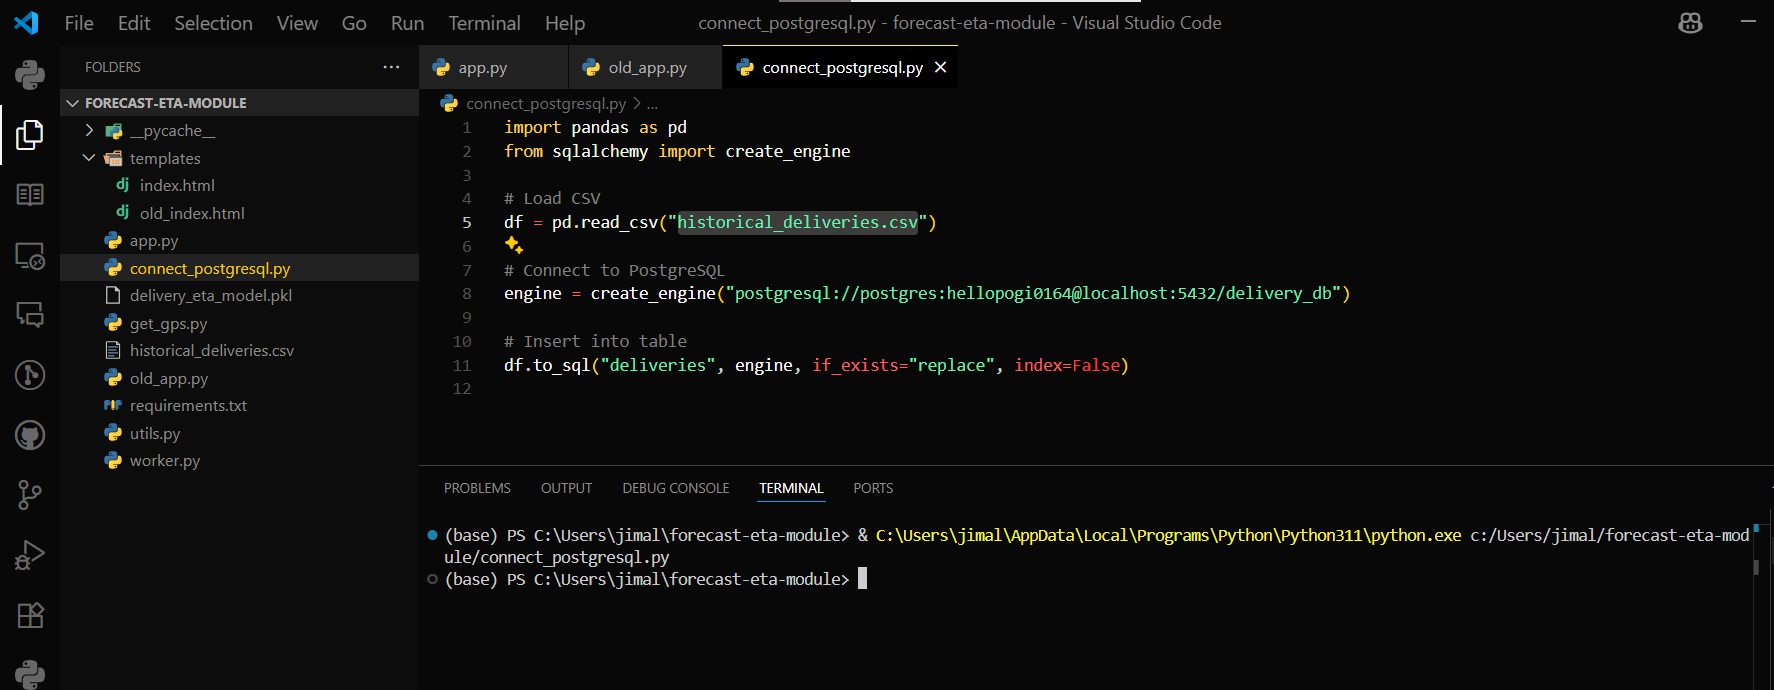 File Edit Selection View Go Run Terminal Help
connect_postgresql.py - forecast-eta-module - Visual Studio Code
FOLDERS ...
FORECAST-ETA-MODULE
__pycache__
templates
dj index.html
dj old_index.html
app.py
connect_postgresql.py
delivery_eta_model.pkl
get_gps.py
historical_deliveries.csv
old_app.py
requirements.txt
utils.py
worker.py
app.py old_app.py connect_postgresql.py
connect_postgresql.py > ...
1 import pandas as pd
2 from sqlalchemy import create_engine
3
4 # Load CSV
5 df = pd.read_csv("historical_deliveries.csv")
6
7 # Connect to PostgreSQL
8 engine = create_engine("postgresql://postgres:hellopogi0164@localhost:5432/delivery_db")
9
10 # Insert into table
11 df.to_sql("deliveries", engine, if_exists="replace", index=False)
12
PROBLEMS OUTPUT DEBUG CONSOLE TERMINAL PORTS
(base) PS C:\Users\jimal\forecast-eta-module> & C:\Users\jimal\AppData\Local\Programs\Python\Python311\python.exe c:/Users/jimal/forecast-eta-mod
ule/connect_postgresql.py
(base) PS C:\Users\jimal\forecast-eta-module>